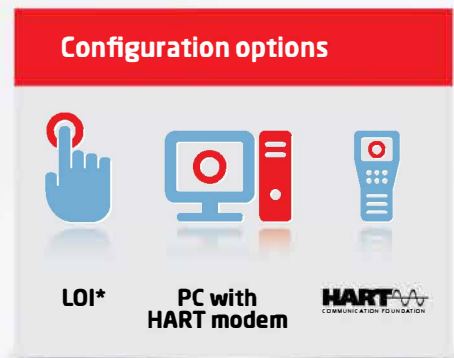 Configuration options
LOI*
PC with
HART modem
HART
COMMUNICATION FOUNDATION